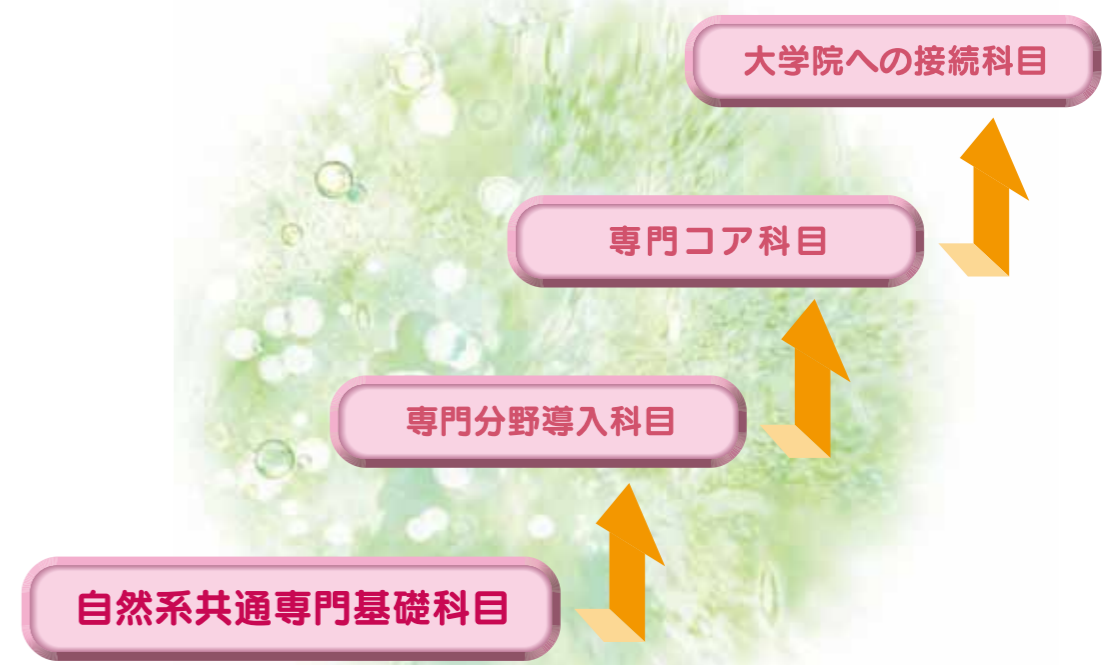 大学院への接続科目
専門コア科目
専門分野導入科目
自然系共通専門基礎科目